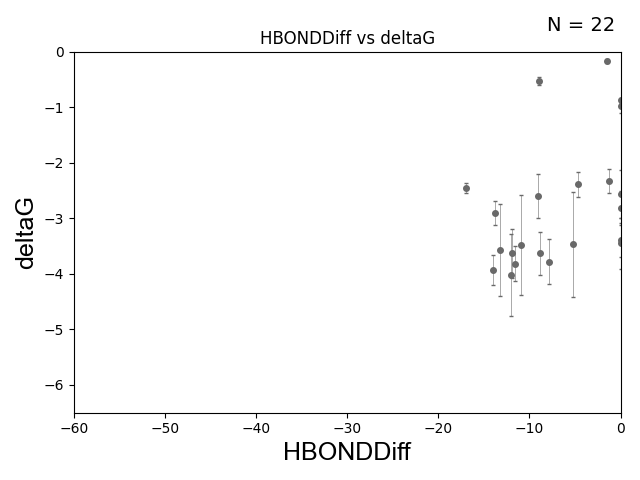 N = 22
HBONDDiff vs deltaG
0
−1
−2
−3
−4
−5
−6
deltaG
−60 −50 −40 −30 −20 −10 0
HBONDDiff